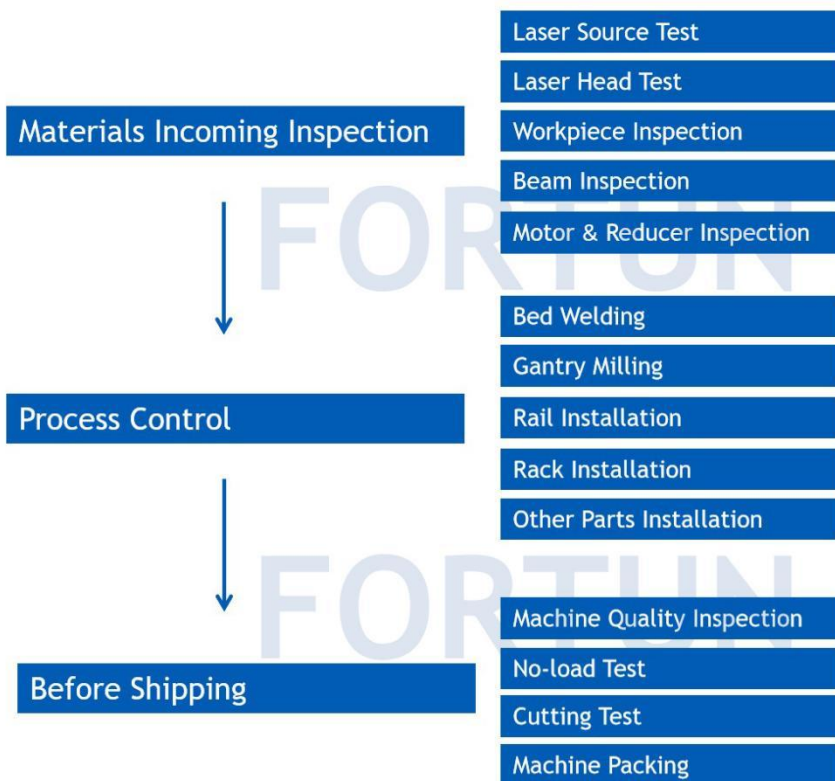 Materials Incoming Inspection
Laser Source Test
Laser Head Test
Workpiece Inspection
Beam Inspection
Motor & Reducer Inspection
FORTUN
Process Control
Bed Welding
Gantry Milling
Rail Installation
Rack Installation
Other Parts Installation
FORTUN
Before Shipping
Machine Quality Inspection
No-load Test
Cutting Test
Machine Packing